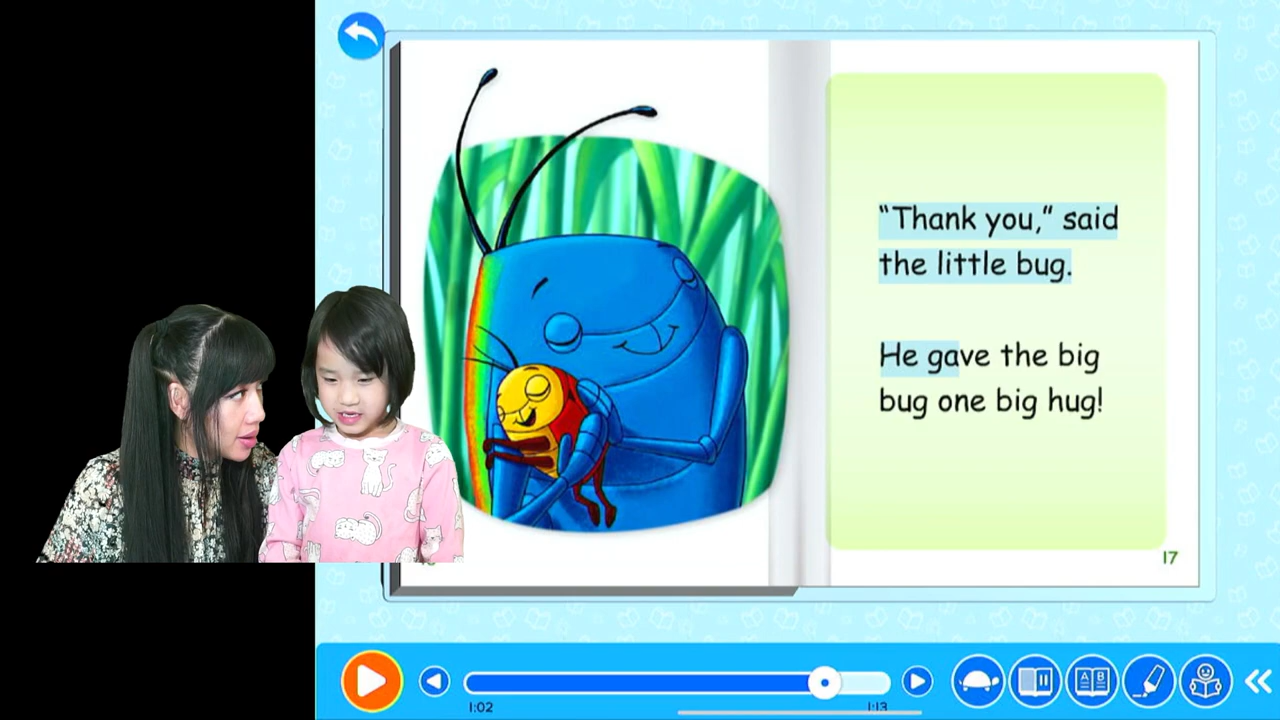 “Thank you,” said
the little bug.
He gave the big
bug one big hug!
17
1:02
1:13
A B